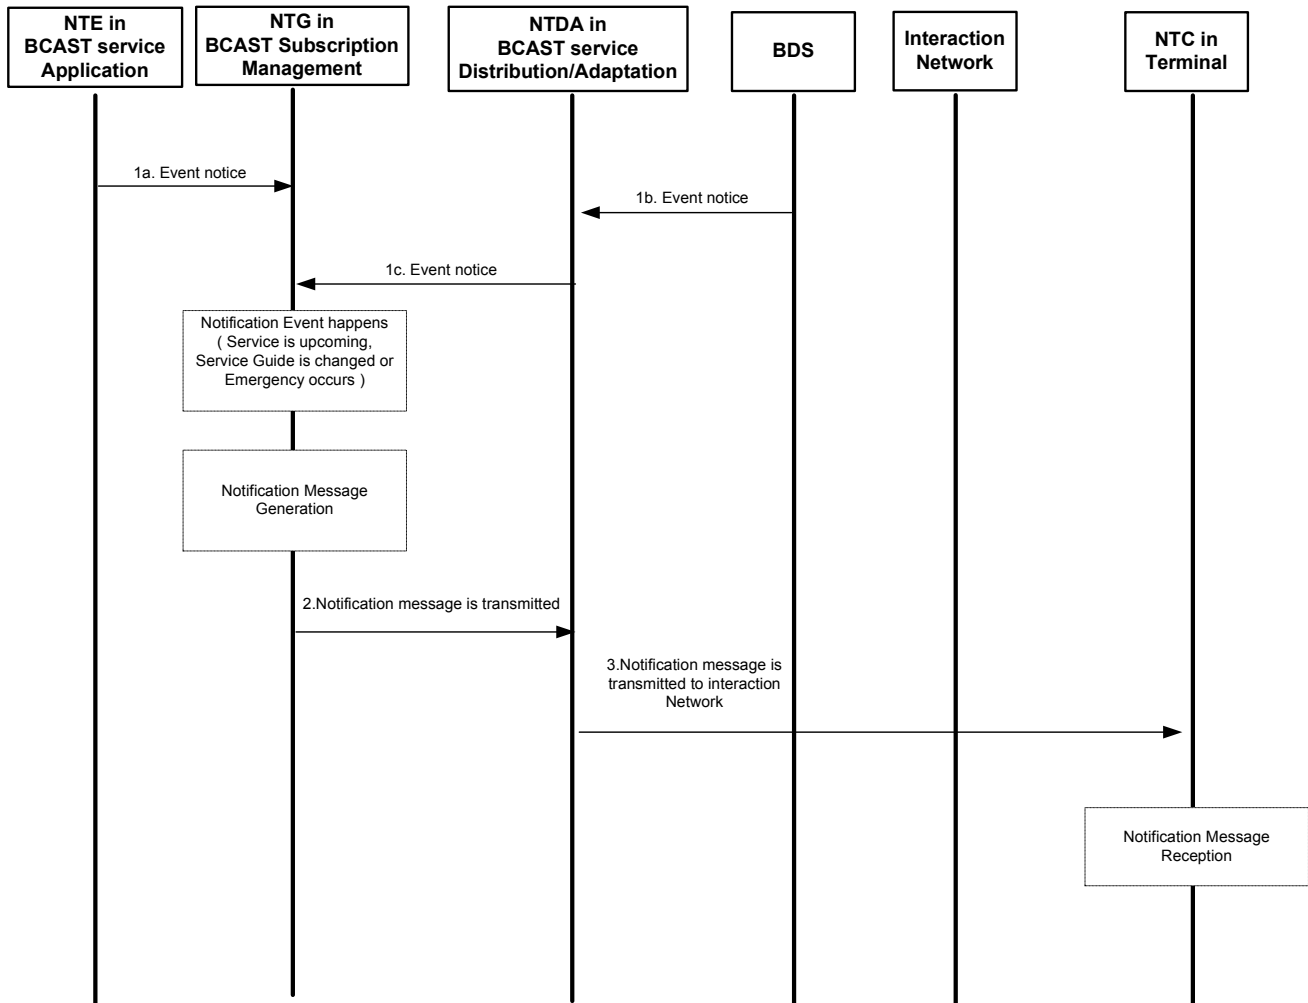 NTE in
BCAST service
Application
NTG in
BCAST Subscription
Management
NTDA in
BCAST service
Distribution/Adaptation
BDS
Interaction
Network
NTC in
Terminal
1a. Event notice
1b. Event notice
1c. Event notice
Notification Event happens
( Service is upcoming,
Service Guide is changed or
Emergency occurs )
Notification Message
Generation
2.Notification message is transmitted
3.Notification message is
transmitted to interaction
Network
Notification Message
Reception